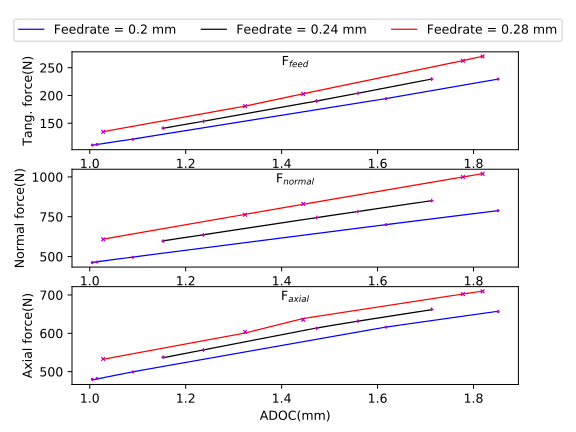 Feedrate = 0.2 mm Feedrate = 0.24 mm Feedrate = 0.28 mm
F_feed
Tang. force(N)
250
200
150
1.0 1.2 1.4 1.6 1.8
F_normal
Normal force(N)
1000
750
500
1.0 1.2 1.4 1.6 1.8
F_axial
Axial force(N)
700
600
500
1.0 1.2 1.4 1.6 1.8
ADOC(mm)